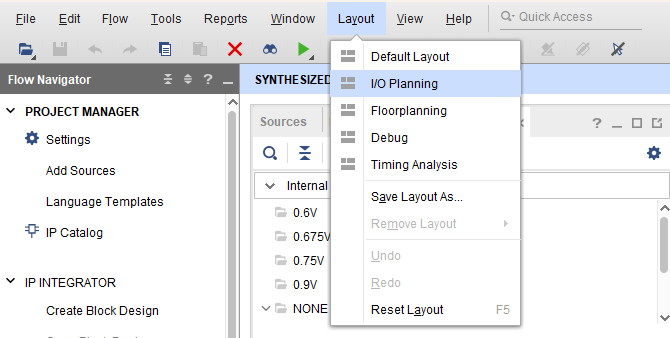 File Edit Flow Tools Reports Window Layout View Help Quick Access
Flow Navigator
SYNTHESIZED
PROJECT MANAGER
Settings
Add Sources
Language Templates
IP Catalog
IP INTEGRATOR
Create Block Design
Sources
Internal
0.6V
0.675V
0.75V
0.9V
NONE
Default Layout
I/O Planning
Floorplanning
Debug
Timing Analysis
Save Layout As...
Remove Layout
Undo
Redo
Reset Layout F5